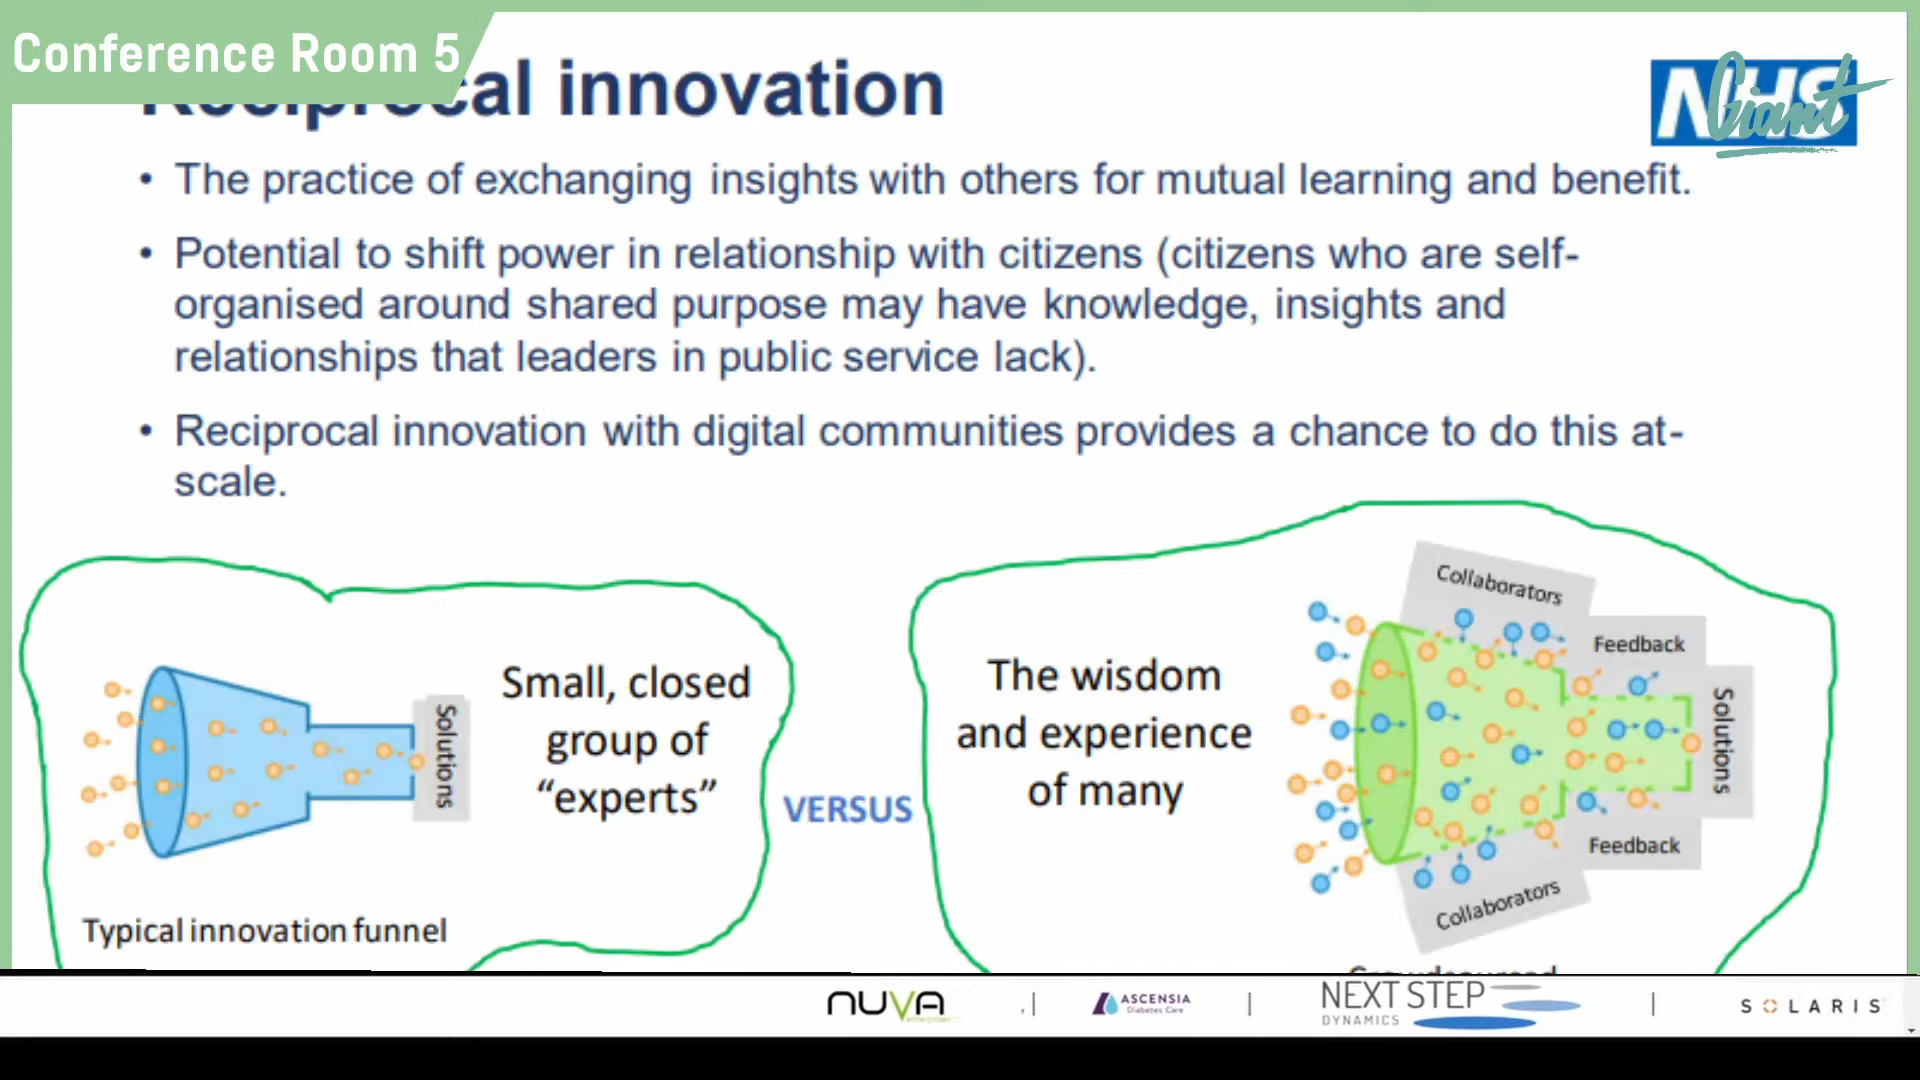 Conference Room 5
Reciprocal innovation
NHS
Giant
• The practice of exchanging insights with others for mutual learning and benefit.
• Potential to shift power in relationship with citizens (citizens who are self-
organised around shared purpose may have knowledge, insights and
relationships that leaders in public service lack).
• Reciprocal innovation with digital communities provides a chance to do this at-
scale.
Solutions
Small, closed
group of
“experts”
Typical innovation funnel
VERSUS
The wisdom
and experience
of many
Collaborators
Feedback
Solutions
Feedback
Collaborators
Crowdsourced
nuVa
ASCENSIA
Diabetes Care
NEXT STEP
DYNAMICS
SOLARIS